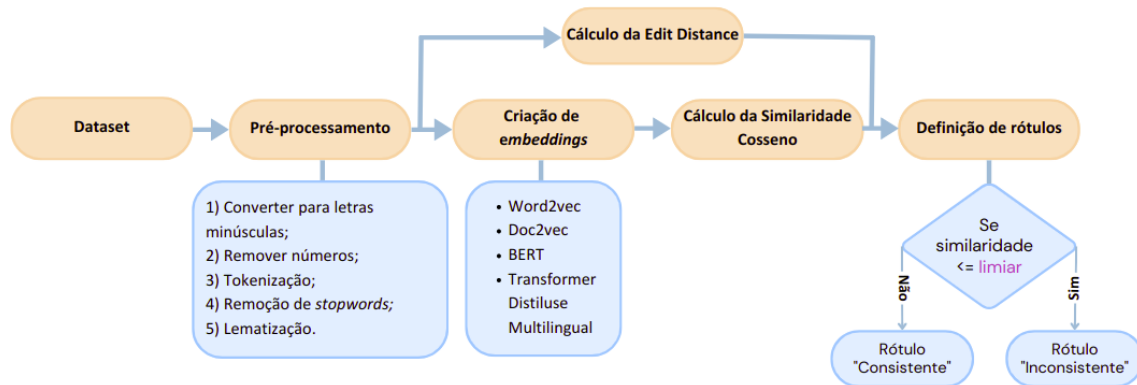 Cálculo da Edit Distance
Dataset
Pré-processamento
Criação de
embeddings
Cálculo da Similaridade
Cosseno
Definição de rótulos
1) Converter para letras
minúsculas;
2) Remover números;
3) Tokenização;
4) Remoção de stopwords;
5) Lematização.
• Word2vec
• Doc2vec
• BERT
• Transformer
Distiluse
Multilingual
Se
similaridade
<= limiar
Não
Sim
Rótulo
"Consistente"
Rótulo
"Inconsistente"